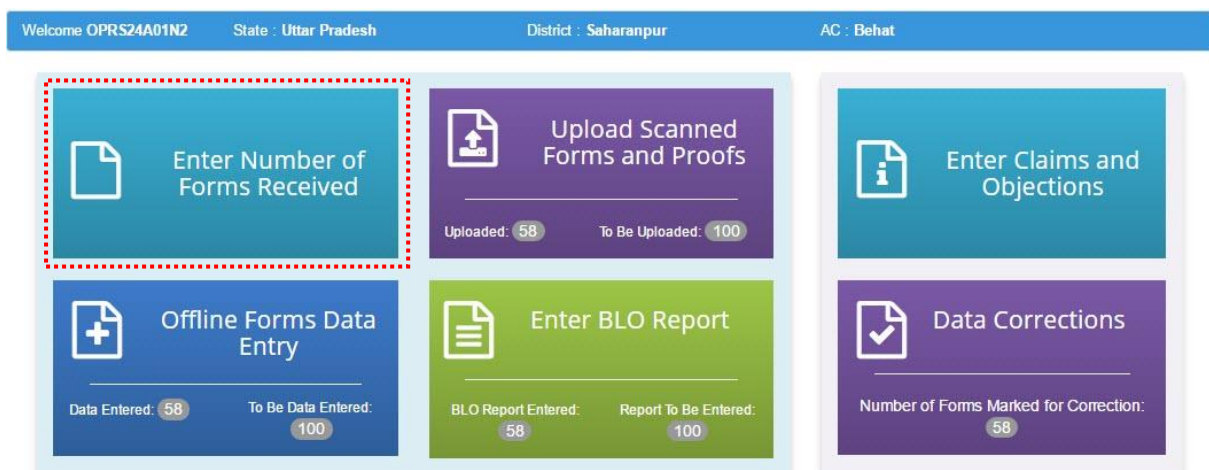 Welcome OPRS24A01N2 State : Uttar Pradesh District : Saharanpur AC : Behat
Enter Number of
Forms Received
Upload Scanned
Forms and Proofs
Uploaded: 58 To Be Uploaded: 100
Enter Claims and
Objections
Offline Forms Data
Entry
Data Entered: 58 To Be Data Entered:
100
Enter BLO Report
BLO Report Entered: Report To Be Entered:
58 100
Data Corrections
Number of Forms Marked for Correction:
58